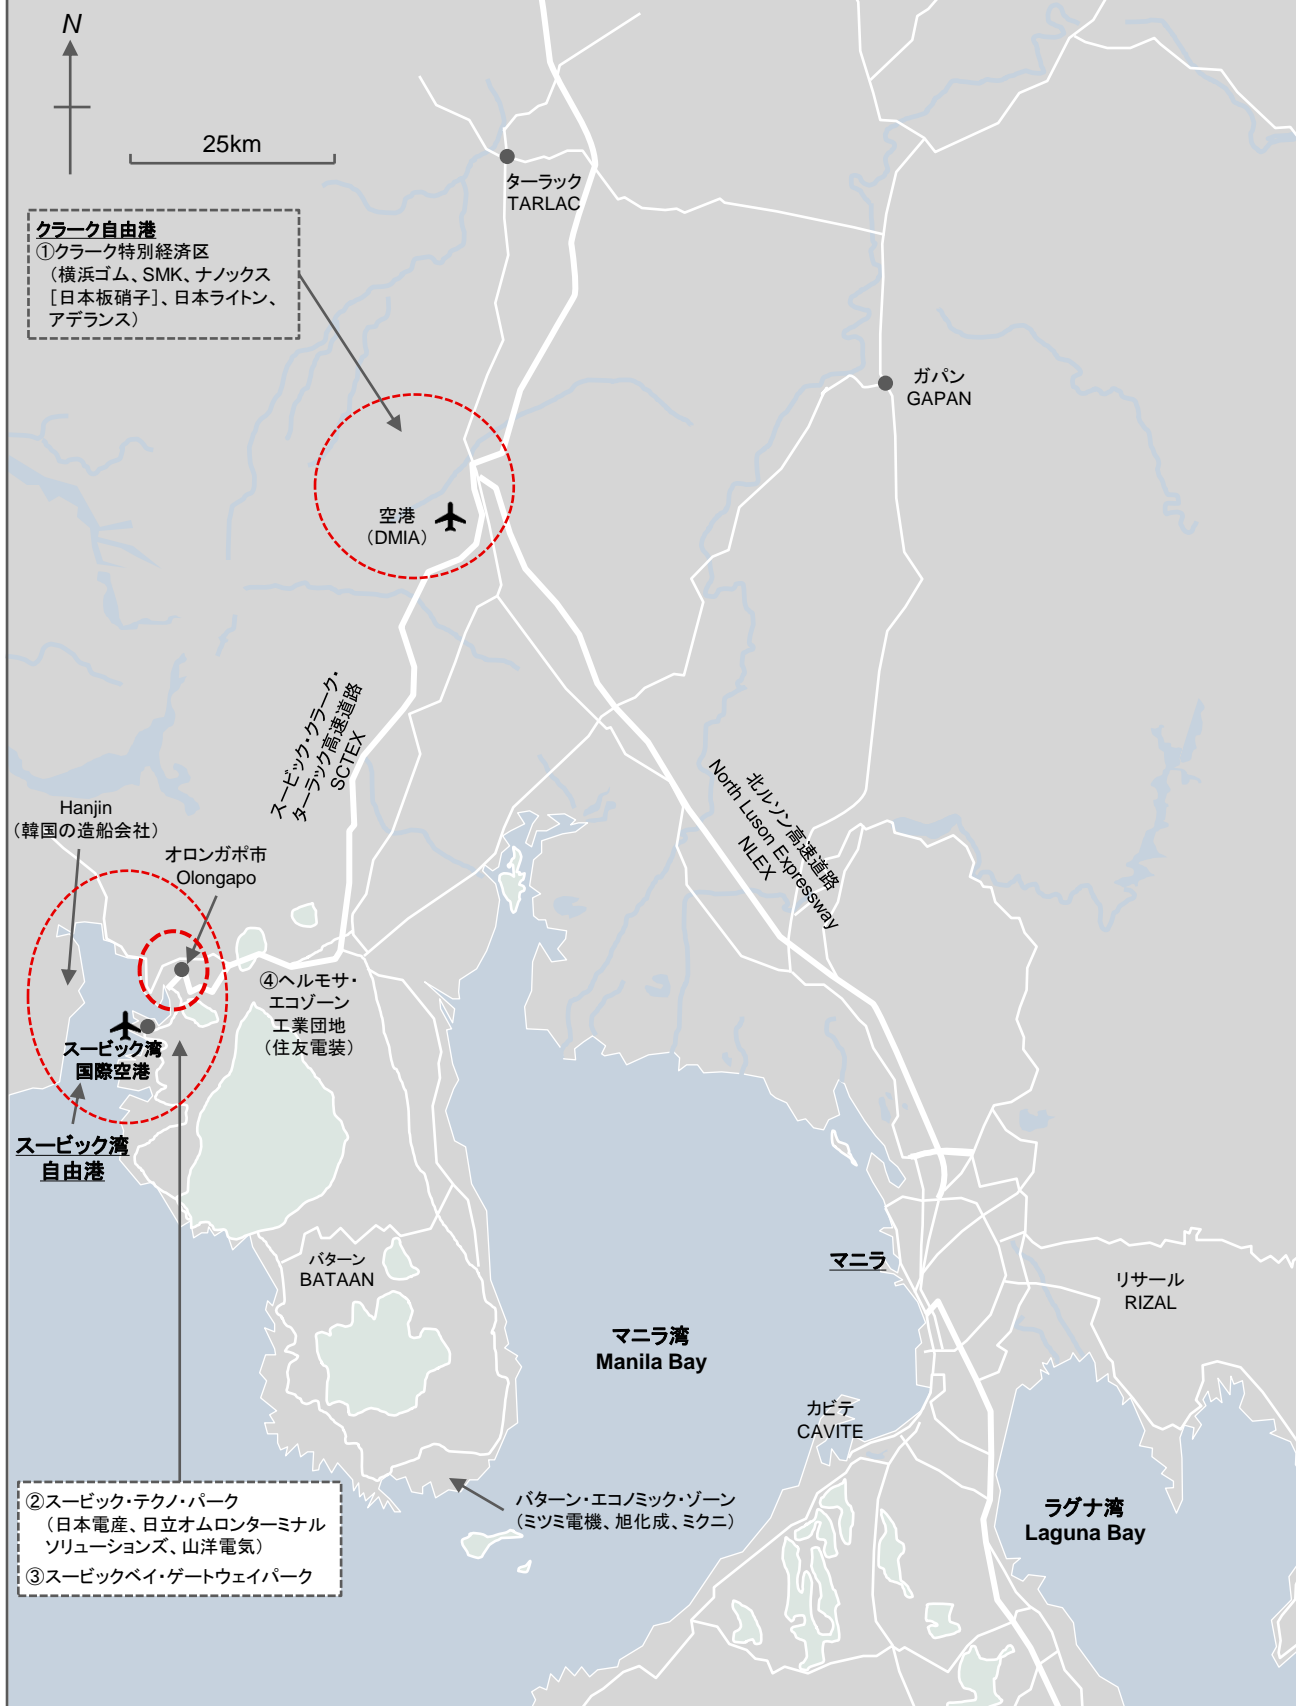 N
25km
ターラック
TARLAC
クラーク自由港
①クラーク特別経済区
（横浜ゴム、SMK、ナノックス
［日本板硝子］、日本ライトン、
アデランス）
ガパン
GAPAN
空港
（DMIA）
スービック・クラーク・
ターラック高速道路
SCTEX
北ルソン高速道路
North Luson Expressway
NLEX
Hanjin
（韓国の造船会社）
オロンガポ市
Olongapo
④ヘルモサ・
エコゾーン
工業団地
（住友電装）
スービック湾
国際空港
スービック湾
自由港
バターン
BATAAN
マニラ
リサール
RIZAL
マニラ湾
Manila Bay
カビテ
CAVITE
②スービック・テクノ・パーク
（日本電産、日立オムロンターミナル
ソリューションズ、山洋電気）
③スービックベイ・ゲートウェイパーク
バターン・エコノミック・ゾーン
（ミツミ電機、旭化成、ミクニ）
ラグナ湾
Laguna Bay